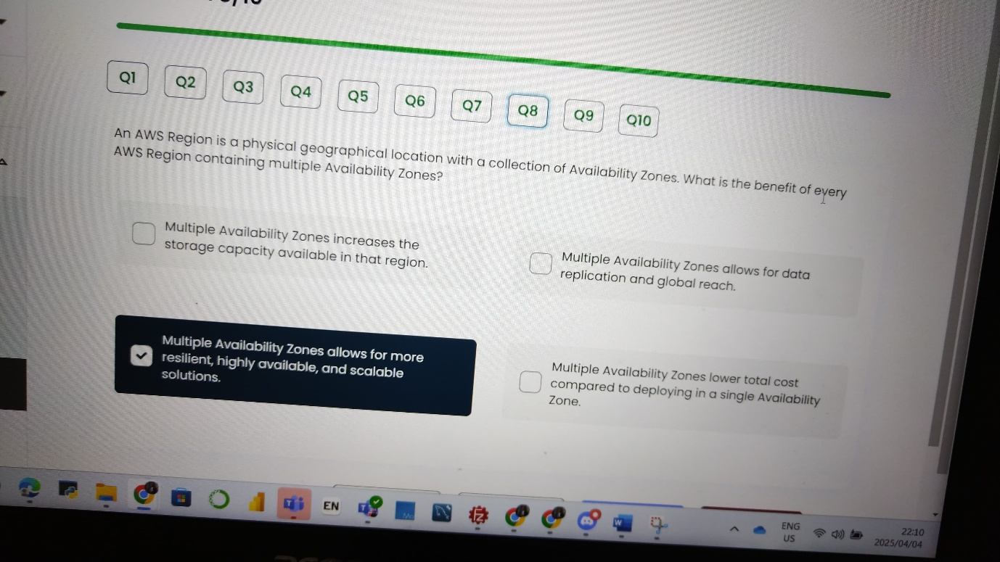 Q1 Q2 Q3 Q4 Q5 Q6 Q7 Q8 Q9 Q10
An AWS Region is a physical geographical location with a collection of Availability Zones. What is the benefit of every
AWS Region containing multiple Availability Zones?
Multiple Availability Zones increases the
storage capacity available in that region.
Multiple Availability Zones allows for data
replication and global reach.
Multiple Availability Zones allows for more
resilient, highly available, and scalable
solutions.
Multiple Availability Zones lower total cost
compared to deploying in a single Availability
Zone.
EN
ENG
US
22:10
2025/04/04